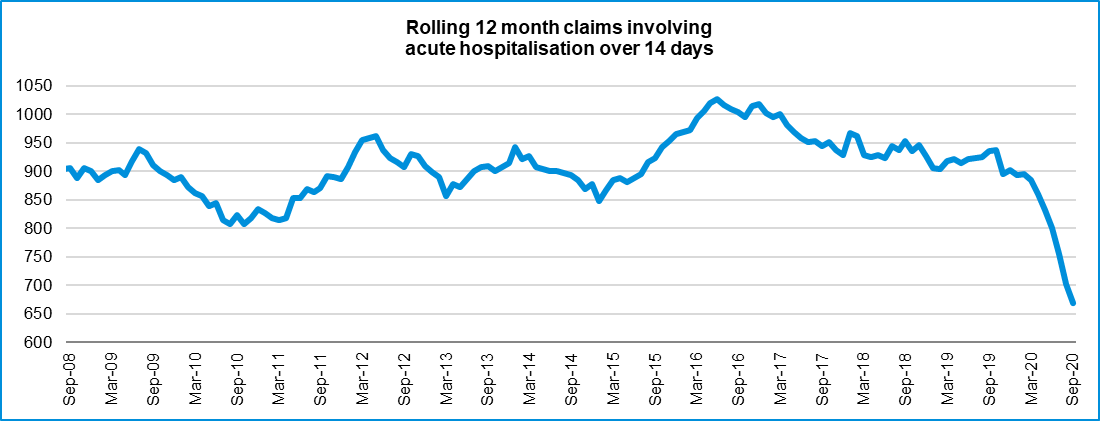 Rolling 12 month claims involving
acute hospitalisation over 14 days
1050
1000
950
900
850
800
750
700
650
600
Sep-08
Mar-09
Sep-09
Mar-10
Sep-10
Mar-11
Sep-11
Mar-12
Sep-12
Mar-13
Sep-13
Mar-14
Sep-14
Mar-15
Sep-15
Mar-16
Sep-16
Mar-17
Sep-17
Mar-18
Sep-18
Mar-19
Sep-19
Mar-20
Sep-20